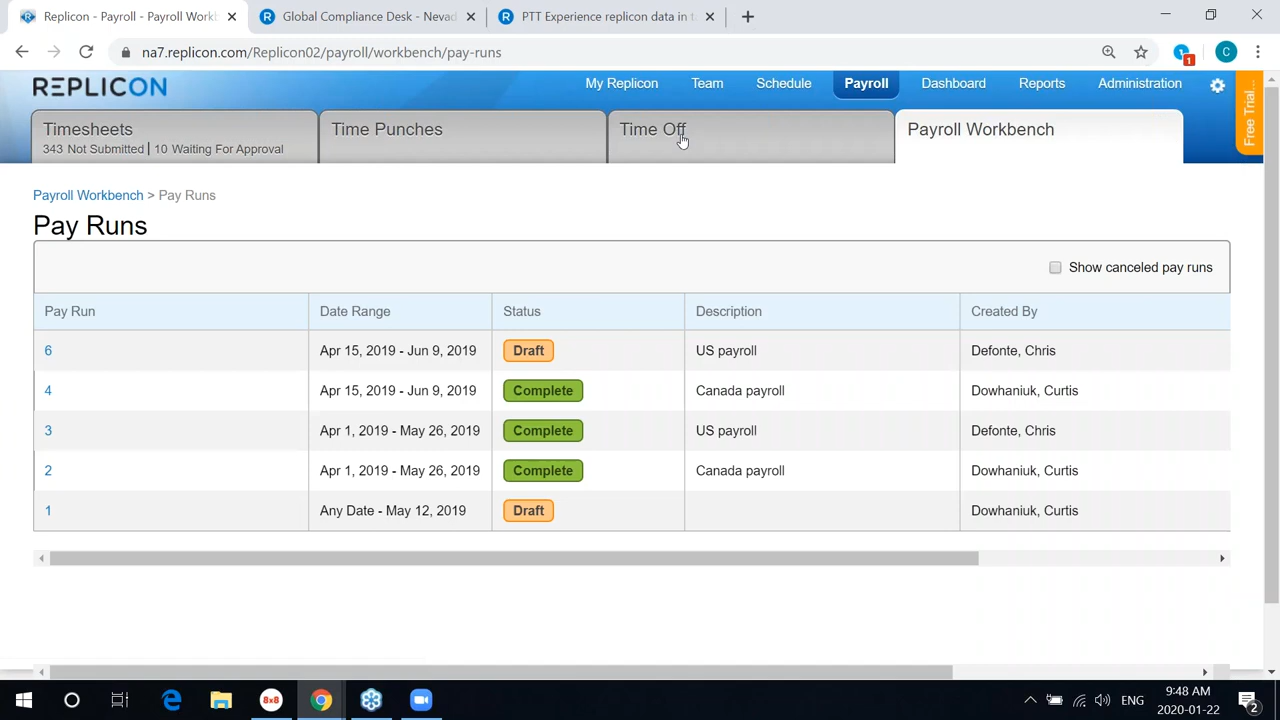 Replicon - Payroll - Payroll Work
Global Compliance Desk - Nevad
PTT Experience replicon data in
na7.replicon.com/Replicon02/payroll/workbench/pay-runs
1
C
REPLICON
My Replicon
Team
Schedule
Payroll
Dashboard
Reports
Administration
Free Trial...
Timesheets
343 Not Submitted | 10 Waiting For Approval
Time Punches
Time Off
Payroll Workbench
Payroll Workbench > Pay Runs
Pay Runs
Show canceled pay runs
Pay Run Date Range Status Description Created By
6 Apr 15, 2019 - Jun 9, 2019 Draft US payroll Defonte, Chris
4 Apr 15, 2019 - Jun 9, 2019 Complete Canada payroll Dowhaniuk, Curtis
3 Apr 1, 2019 - May 26, 2019 Complete US payroll Defonte, Chris
2 Apr 1, 2019 - May 26, 2019 Complete Canada payroll Dowhaniuk, Curtis
1 Any Date - May 12, 2019 Draft Dowhaniuk, Curtis
8x8
ENG
9:48 AM
2020-01-22
2